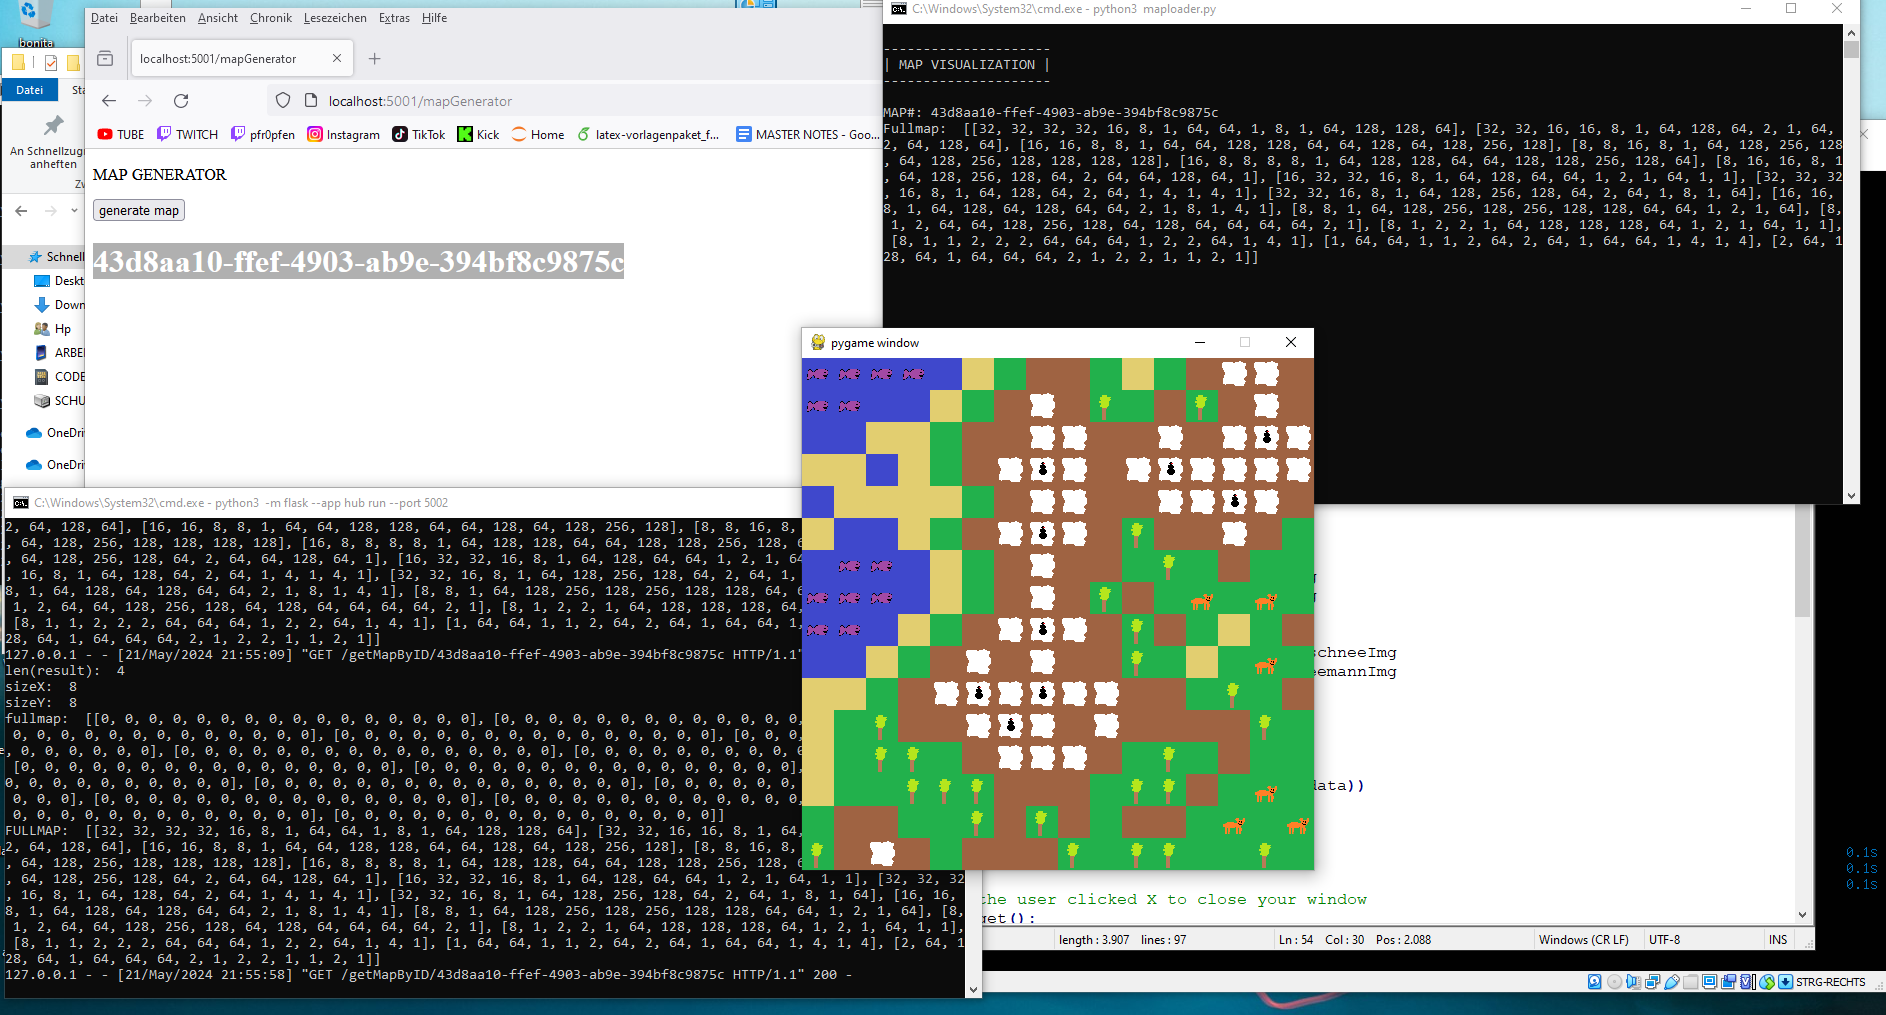 bonita
Datei
Sta
An Schnellzug
anheften
Zw
Schnell
Deskt
Down
Hp
ARBEI
CODE
SCHU
OneDri
OneDri
Datei Bearbeiten Ansicht Chronik Lesezeichen Extras Hilfe
localhost:5001/mapGenerator
localhost:5001/mapGenerator
TUBE TWITCH pfr0pfen Instagram TikTok Kick Home latex-vorlagenpaket_f... MASTER NOTES - Goo...
MAP GENERATOR
generate map
43d8aa10-ffef-4903-ab9e-394bf8c9875c
C:\Windows\System32\cmd.exe - python3 maploader.py
---------------------
| MAP VISUALIZATION |
---------------------
MAP#: 43d8aa10-ffef-4903-ab9e-394bf8c9875c
Fullmap:  [[32, 32, 32, 32, 16, 8, 1, 64, 64, 1, 8, 1, 64, 128, 128, 64], [32, 32, 16, 16, 8, 1, 64, 128, 64, 2, 1, 64,
2, 64, 128, 64], [16, 16, 8, 8, 1, 64, 64, 128, 128, 64, 64, 128, 64, 128, 256, 128], [8, 8, 16, 8, 1, 64, 128, 256, 128
, 64, 128, 256, 128, 128, 128, 128], [16, 8, 8, 8, 8, 1, 64, 128, 128, 64, 64, 128, 128, 256, 128, 64], [8, 16, 16, 8, 1
, 64, 128, 256, 128, 64, 2, 64, 64, 128, 64, 1], [16, 32, 32, 16, 8, 1, 64, 128, 64, 64, 1, 2, 1, 64, 1, 1], [32, 32, 32
, 16, 8, 1, 64, 128, 64, 2, 64, 1, 4, 1, 4, 1], [32, 32, 16, 8, 1, 64, 128, 256, 128, 64, 2, 64, 1, 8, 1, 64], [16, 16,
8, 1, 64, 128, 64, 128, 64, 64, 2, 1, 8, 1, 4, 1], [8, 8, 1, 64, 128, 256, 128, 256, 128, 128, 64, 64, 1, 2, 1, 64], [8,
1, 2, 64, 64, 128, 256, 128, 64, 128, 64, 64, 64, 64, 2, 1], [8, 1, 2, 2, 1, 64, 128, 128, 128, 64, 1, 2, 1, 64, 1, 1],
[8, 1, 1, 2, 2, 2, 64, 64, 64, 1, 2, 2, 64, 1, 4, 1], [1, 64, 64, 1, 1, 2, 64, 2, 64, 1, 64, 64, 1, 4, 1, 4], [2, 64, 1
28, 64, 1, 64, 64, 64, 2, 1, 2, 2, 1, 1, 2, 1]]
pygame window
C:\Windows\System32\cmd.exe - python3 -m flask --app hub run --port 5002
2, 64, 128, 64], [16, 16, 8, 8, 1, 64, 64, 128, 128, 64, 64, 128, 64, 128, 256, 128], [8, 8, 16, 8,
, 64, 128, 256, 128, 128, 128, 128], [16, 8, 8, 8, 8, 1, 64, 128, 128, 64, 64, 128, 128, 256, 128, 6
, 64, 128, 256, 128, 64, 2, 64, 64, 128, 64, 1], [16, 32, 32, 16, 8, 1, 64, 128, 64, 64, 1, 2, 1, 64
, 16, 8, 1, 64, 128, 64, 2, 64, 1, 4, 1, 4, 1], [32, 32, 16, 8, 1, 64, 128, 256, 128, 64, 2, 64, 1,
8, 1, 64, 128, 64, 128, 64, 64, 2, 1, 8, 1, 4, 1], [8, 8, 1, 64, 128, 256, 128, 256, 128, 128, 64, 6
1, 2, 64, 64, 128, 256, 128, 64, 128, 64, 64, 64, 64, 2, 1], [8, 1, 2, 2, 1, 64, 128, 128, 128, 64,
[8, 1, 1, 2, 2, 2, 64, 64, 64, 1, 2, 2, 64, 1, 4, 1], [1, 64, 64, 1, 1, 2, 64, 2, 64, 1, 64, 64, 1,
28, 64, 1, 64, 64, 64, 2, 1, 2, 2, 1, 1, 2, 1]]
127.0.0.1 - - [21/May/2024 21:55:09] "GET /getMapByID/43d8aa10-ffef-4903-ab9e-394bf8c9875c HTTP/1.1"
len(result):  4
sizeX:  8
sizeY:  8
fullmap:  [[0, 0, 0, 0, 0, 0, 0, 0, 0, 0, 0, 0, 0, 0, 0, 0], [0, 0, 0, 0, 0, 0, 0, 0, 0, 0, 0, 0, 0,
0, 0, 0, 0, 0, 0, 0, 0, 0, 0, 0, 0, 0], [0, 0, 0, 0, 0, 0, 0, 0, 0, 0, 0, 0, 0, 0, 0, 0], [0, 0, 0,
, 0, 0, 0, 0, 0, 0], [0, 0, 0, 0, 0, 0, 0, 0, 0, 0, 0, 0, 0, 0, 0, 0], [0, 0, 0, 0, 0, 0, 0, 0, 0, 0,
[0, 0, 0, 0, 0, 0, 0, 0, 0, 0, 0, 0, 0, 0, 0, 0], [0, 0, 0, 0, 0, 0, 0, 0, 0, 0, 0, 0, 0, 0, 0, 0],
0, 0, 0, 0, 0, 0, 0, 0, 0, 0], [0, 0, 0, 0, 0, 0, 0, 0, 0, 0, 0, 0, 0, 0, 0, 0], [0, 0, 0, 0, 0, 0,
0, 0, 0], [0, 0, 0, 0, 0, 0, 0, 0, 0, 0, 0, 0, 0, 0, 0, 0], [0, 0, 0, 0, 0, 0, 0, 0, 0, 0, 0, 0, 0,
0, 0, 0, 0, 0, 0, 0, 0, 0, 0, 0, 0, 0], [0, 0, 0, 0, 0, 0, 0, 0, 0, 0, 0, 0, 0, 0, 0, 0]]
FULLMAP:  [[32, 32, 32, 32, 16, 8, 1, 64, 64, 1, 8, 1, 64, 128, 128, 64], [32, 32, 16, 16, 8, 1, 64,
2, 64, 128, 64], [16, 16, 8, 8, 1, 64, 64, 128, 128, 64, 64, 128, 64, 128, 256, 128], [8, 8, 16, 8,
, 64, 128, 256, 128, 128, 128, 128], [16, 8, 8, 8, 8, 1, 64, 128, 128, 64, 64, 128, 128, 256, 128, 6
, 64, 128, 256, 128, 64, 2, 64, 64, 128, 64, 1], [16, 32, 32, 16, 8, 1, 64, 128, 64, 64, 1, 2, 1, 64, 1, 1], [32, 32, 32
, 16, 8, 1, 64, 128, 64, 2, 64, 1, 4, 1, 4, 1], [32, 32, 16, 8, 1, 64, 128, 256, 128, 64, 2, 64, 1, 8, 1, 64], [16, 16,
8, 1, 64, 128, 64, 128, 64, 64, 2, 1, 8, 1, 4, 1], [8, 8, 1, 64, 128, 256, 128, 256, 128, 128, 64, 64, 1, 2, 1, 64], [8,
1, 2, 64, 64, 128, 256, 128, 64, 128, 64, 64, 64, 64, 2, 1], [8, 1, 2, 2, 1, 64, 128, 128, 128, 64, 1, 2, 1, 64, 1, 1],
[8, 1, 1, 2, 2, 2, 64, 64, 64, 1, 2, 2, 64, 1, 4, 1], [1, 64, 64, 1, 1, 2, 64, 2, 64, 1, 64, 64, 1, 4, 1, 4], [2, 64, 1
28, 64, 1, 64, 64, 64, 2, 1, 2, 2, 1, 1, 2, 1]]
127.0.0.1 - - [21/May/2024 21:55:58] "GET /getMapByID/43d8aa10-ffef-4903-ab9e-394bf8c9875c HTTP/1.1" 200 -
schneeImg
eemannImg
data))
the user clicked X to close your window
get():
length : 3.907 lines : 97 Ln : 54 Col : 30 Pos : 2.088 Windows (CR LF) UTF-8 INS
0.1s
0.1s
0.1s
STRG-RECHTS